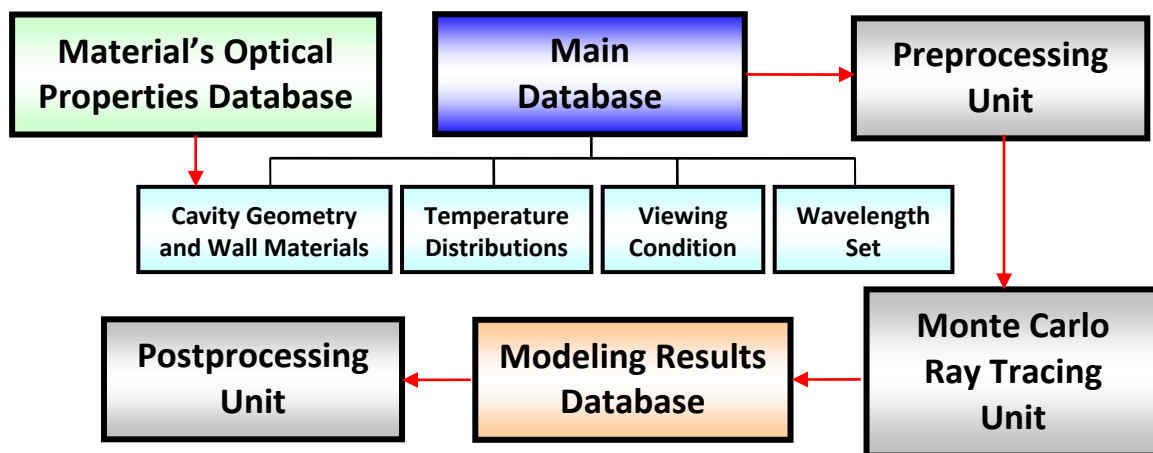 Material’s Optical
Properties Database
Main
Database
Preprocessing
Unit
Cavity Geometry
and Wall Materials
Temperature
Distributions
Viewing
Condition
Wavelength
Set
Postprocessing
Unit
Modeling Results
Database
Monte Carlo
Ray Tracing
Unit